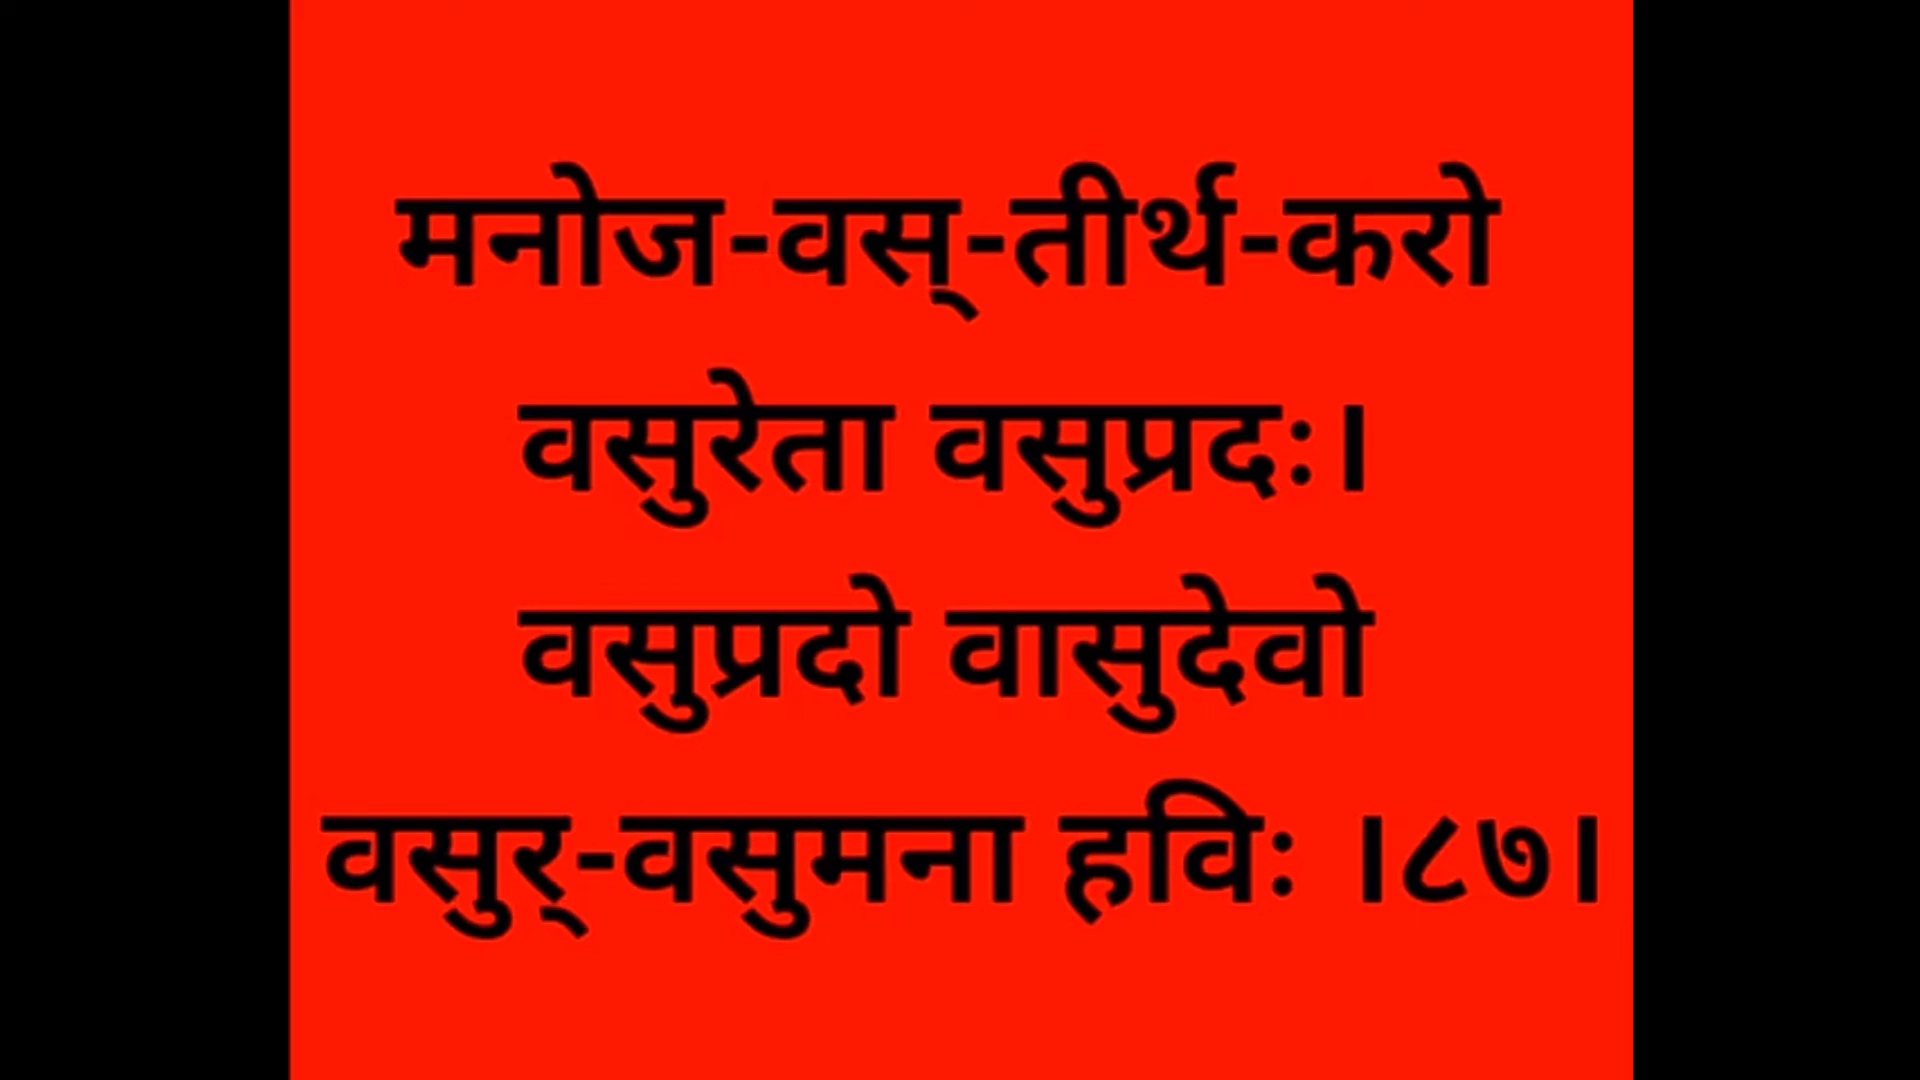 मनोज-वस्-तीर्थ-करो
वसुरेता वसुप्रदः।
वसुप्रदो वासुदेवो
वसुर्-वसुमना हविः ।८७।